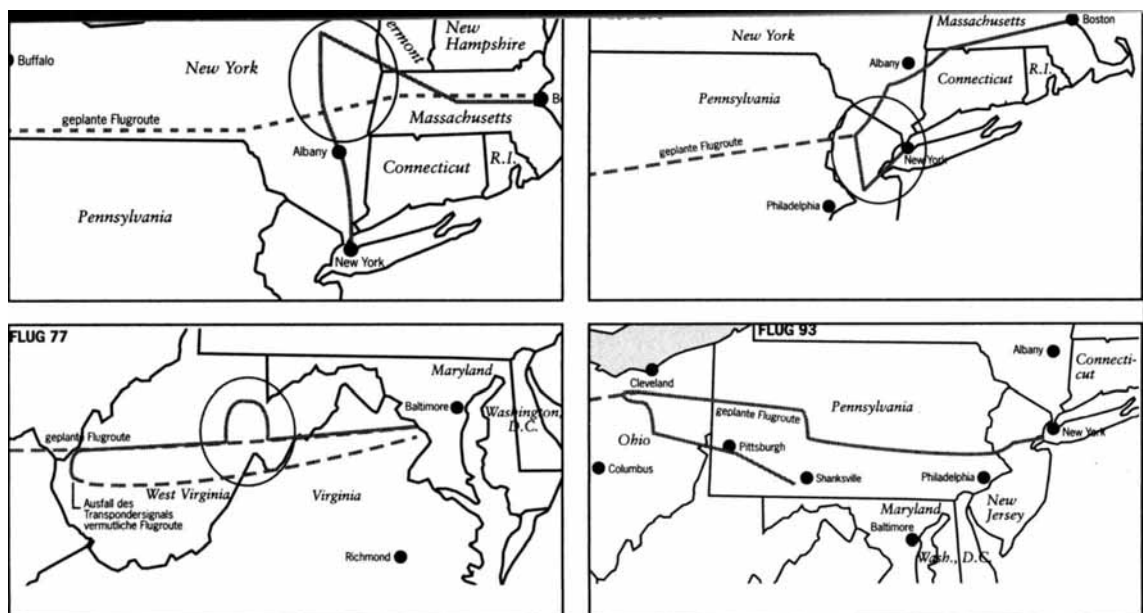 Buffalo
New York
Vermont
New
Hampshire
geplante Flugroute
Massachusetts
Albany
Connecticut
R.I.
Pennsylvania
New York
Massachusetts
Boston
New York
Albany
Connecticut
R.I.
Pennsylvania
geplante Flugroute
New York
Philadelphia
FLUG 77
Maryland
Baltimore
Washington,
D.C.
geplante Flugroute
West Virginia
Virginia
Ausfall des
Transpondersignals
vermutliche Flugroute
Richmond
FLUG 93
Albany
Connecti-
cut
Cleveland
geplante Flugroute
Pennsylvania
New York
Ohio
Pittsburgh
Columbus
Shanksville
Philadelphia
New
Jersey
Maryland
Baltimore
Wash., D.C.